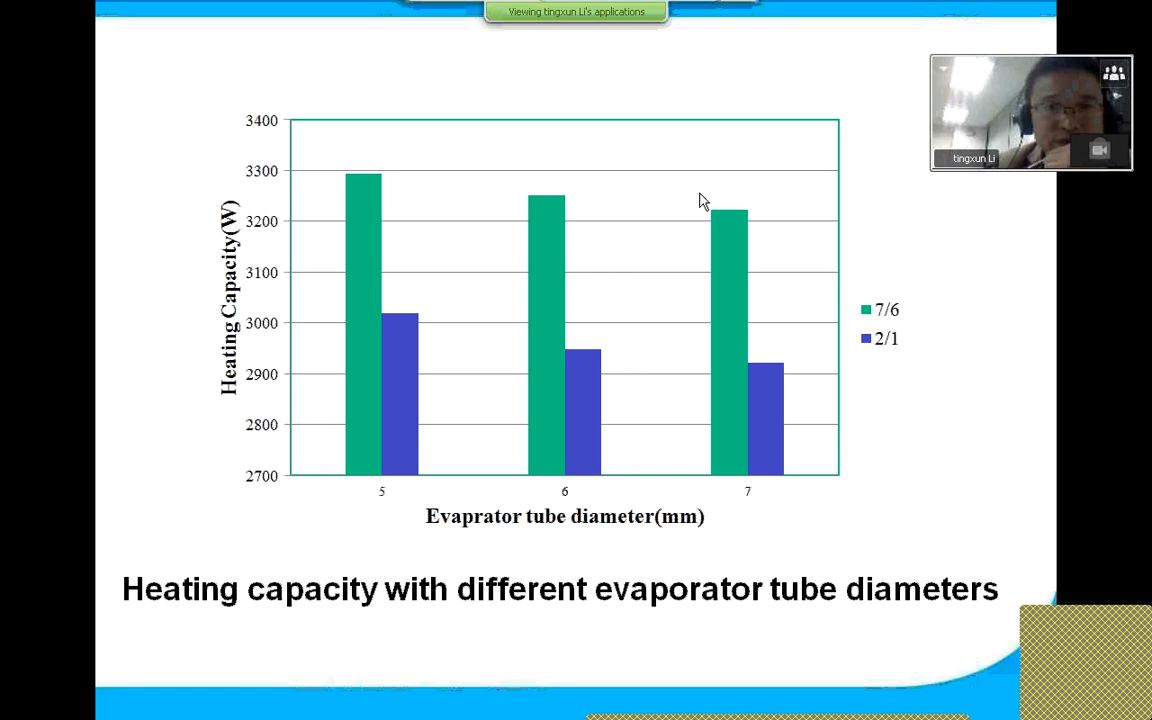 Viewing tingxun Li's applications
tingxun Li
3400
3300
3200
3100
3000
2900
2800
2700
Heating Capacity(W)
5
6
7
Evaprator tube diameter(mm)
7/6
2/1
Heating capacity with different evaporator tube diameters